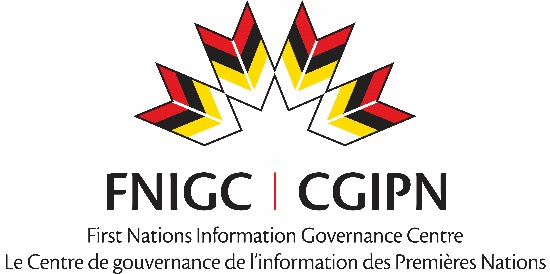 FNIGC | CGIPN
First Nations Information Governance Centre
Le Centre de gouvernance de l'information des Premières Nations